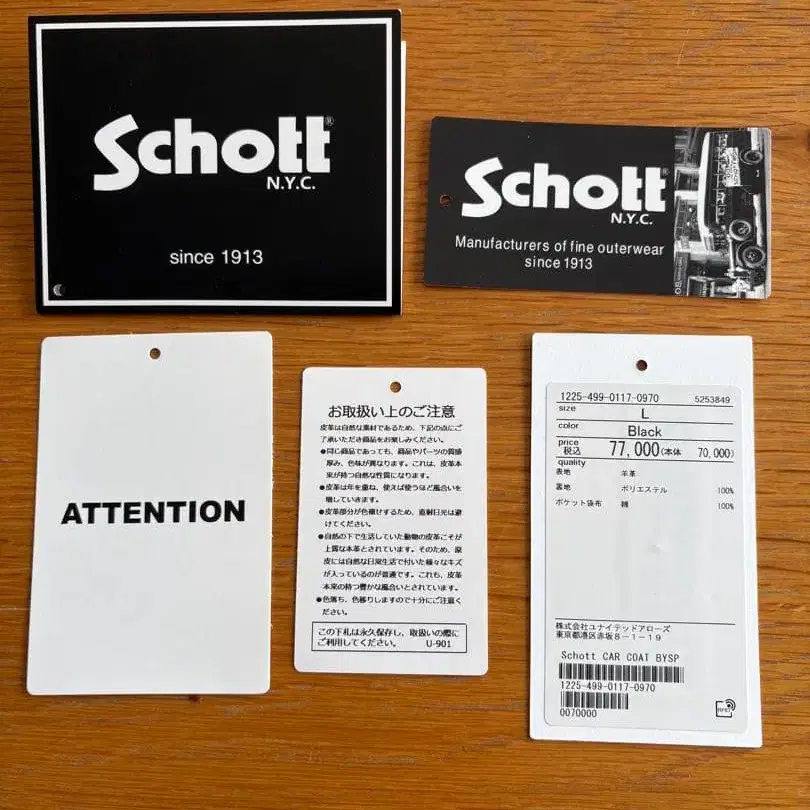 Schott®
N.Y.C.
since 1913
Schott®
N.Y.C.
Manufacturers of fine outerwear
since 1913
ATTENTION
お取扱い上のご注意
皮革は自然な素材であるため、下記の点にご
了承いただき商品をお楽しみください。
●同じ商品であっても、商品やパーツの質感
厚み、色味が異なります。これは、皮革本
来が持つ自然な性質になります。
●皮革は年を重ね、使えば使うほど風合いを
増していきます。
●皮革部分が色褪せするため、直射日光は避
けてください。
●自然の下で生活していた動物の皮革こそが
上質な本革とされています。そのため、原
皮には自然な日常生活で付いた様々なキズ
が入っているのが普通です。これも、皮革
本来の持つ豊かな風合いとされています。
●色落ち、色移りしますので十分にご注意く
ださい。
この下札は永久保存し、取扱いの際に
ご利用してください。 U-901
1225-499-0117-0970 5253849
size L
color Black
price
税込 77,000(本体 70,000)
quality
表地 羊革
裏地 ポリエステル 100%
ポケット袋布 綿 100%
株式会社ユナイテッドアローズ
東京都港区赤坂8-1-19
Schott CAR COAT BYSP
1225-499-0117-0970
0070000